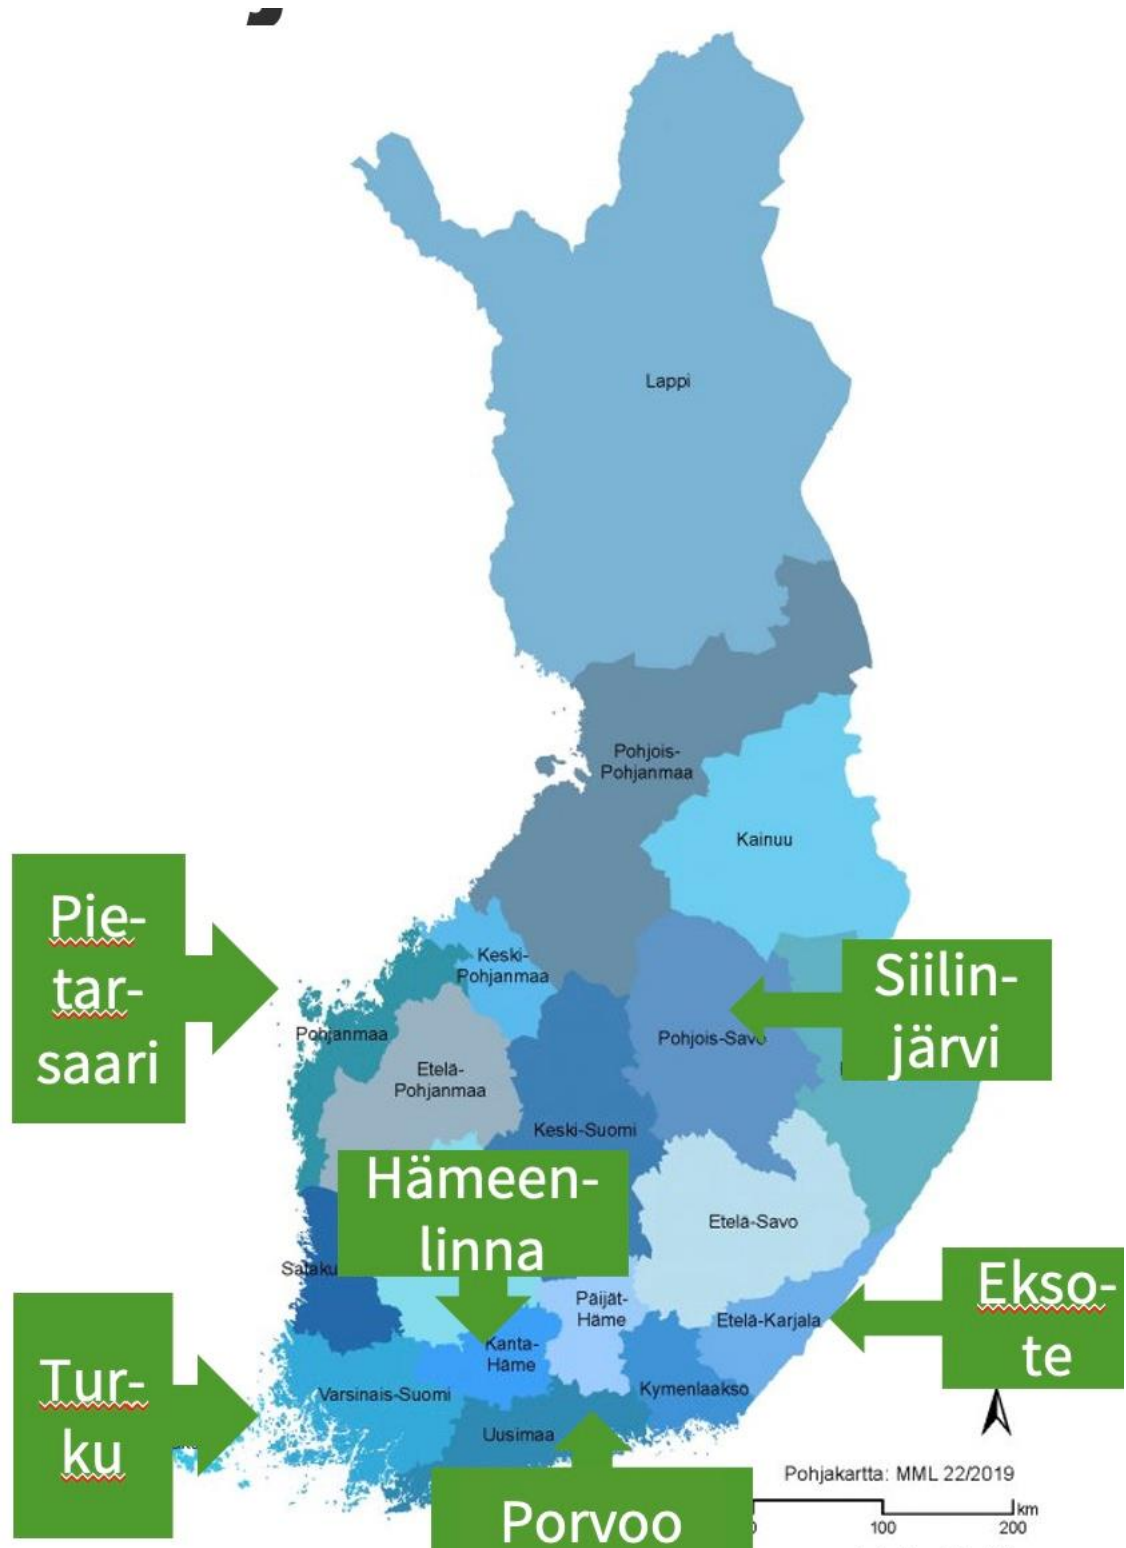 Lappi
Pohjois-
Pohjanmaa
Kainuu
Pie-
tar-
saari
Keski-
Pohjanmaa
Siilin-
järvi
Pohjanmaa
Pohjois-Savo
Etelä-
Pohjanmaa
Keski-Suomi
Hämeen-
linna
Etelä-Savo
Ekso-
te
Päijät-
Häme
Etelä-Karjala
Kanta-
Häme
Tur-
ku
Varsinais-Suomi
Kymenlaakso
Uusimaa
Pohjakartta: MML 22/2019
Porvoo
km
0 100 200